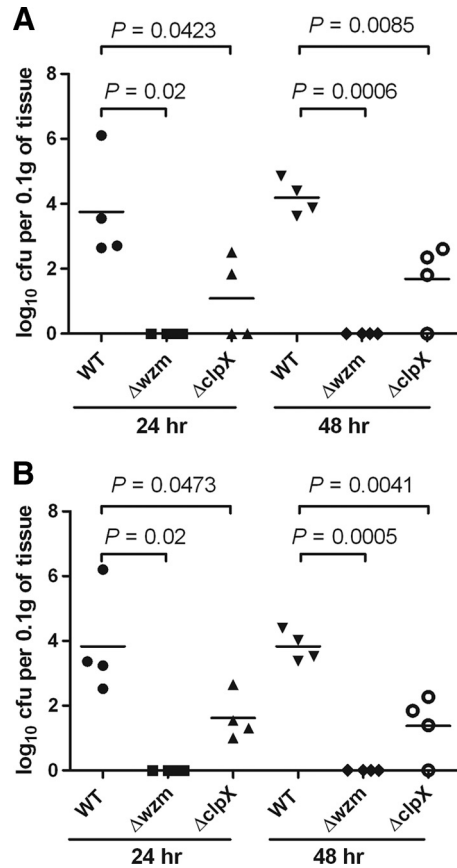 A
P = 0.0423
P = 0.0085
P = 0.02
P = 0.0006
log10 cfu per 0.1g of tissue
8
6
4
2
0
WT
Δwzm
ΔclpX
WT
Δwzm
ΔclpX
24 hr
48 hr
B
P = 0.0473
P = 0.0041
P = 0.02
P = 0.0005
log10 cfu per 0.1g of tissue
8
6
4
2
0
WT
Δwzm
ΔclpX
WT
Δwzm
ΔclpX
24 hr
48 hr